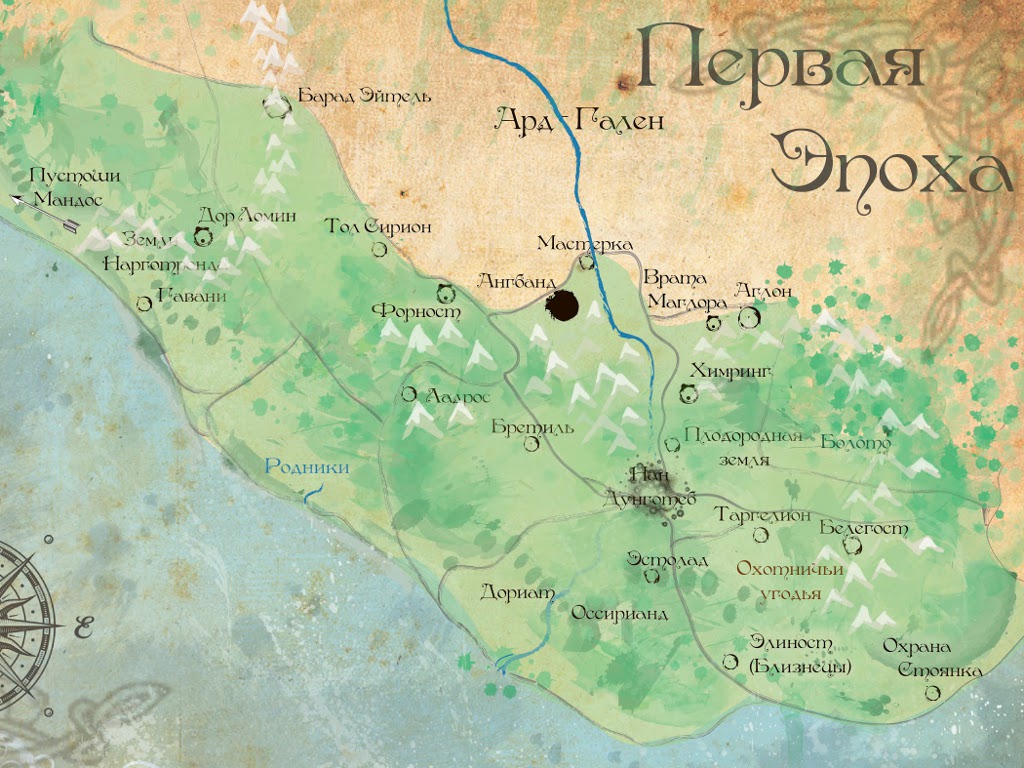 Первая
Эпоха
Барад Эйтель
Ард-Гален
Пустоши
Мандос
Дор Ломин
Тол Сирион
Земли
Нарготронда
Мастерка
Ангбанд
Врата
Маглора
Аглон
Гавани
Форност
Химринг
Ладрос
Бретиль
Плодородная
земля
Болото
Родники
Нан
Дунготеб
Таргелион
Белегост
Эстолад
Охотничьи
угодья
Дориат
Оссирианд
E
Элиност
(Близнецы)
Охрана
Стоянка